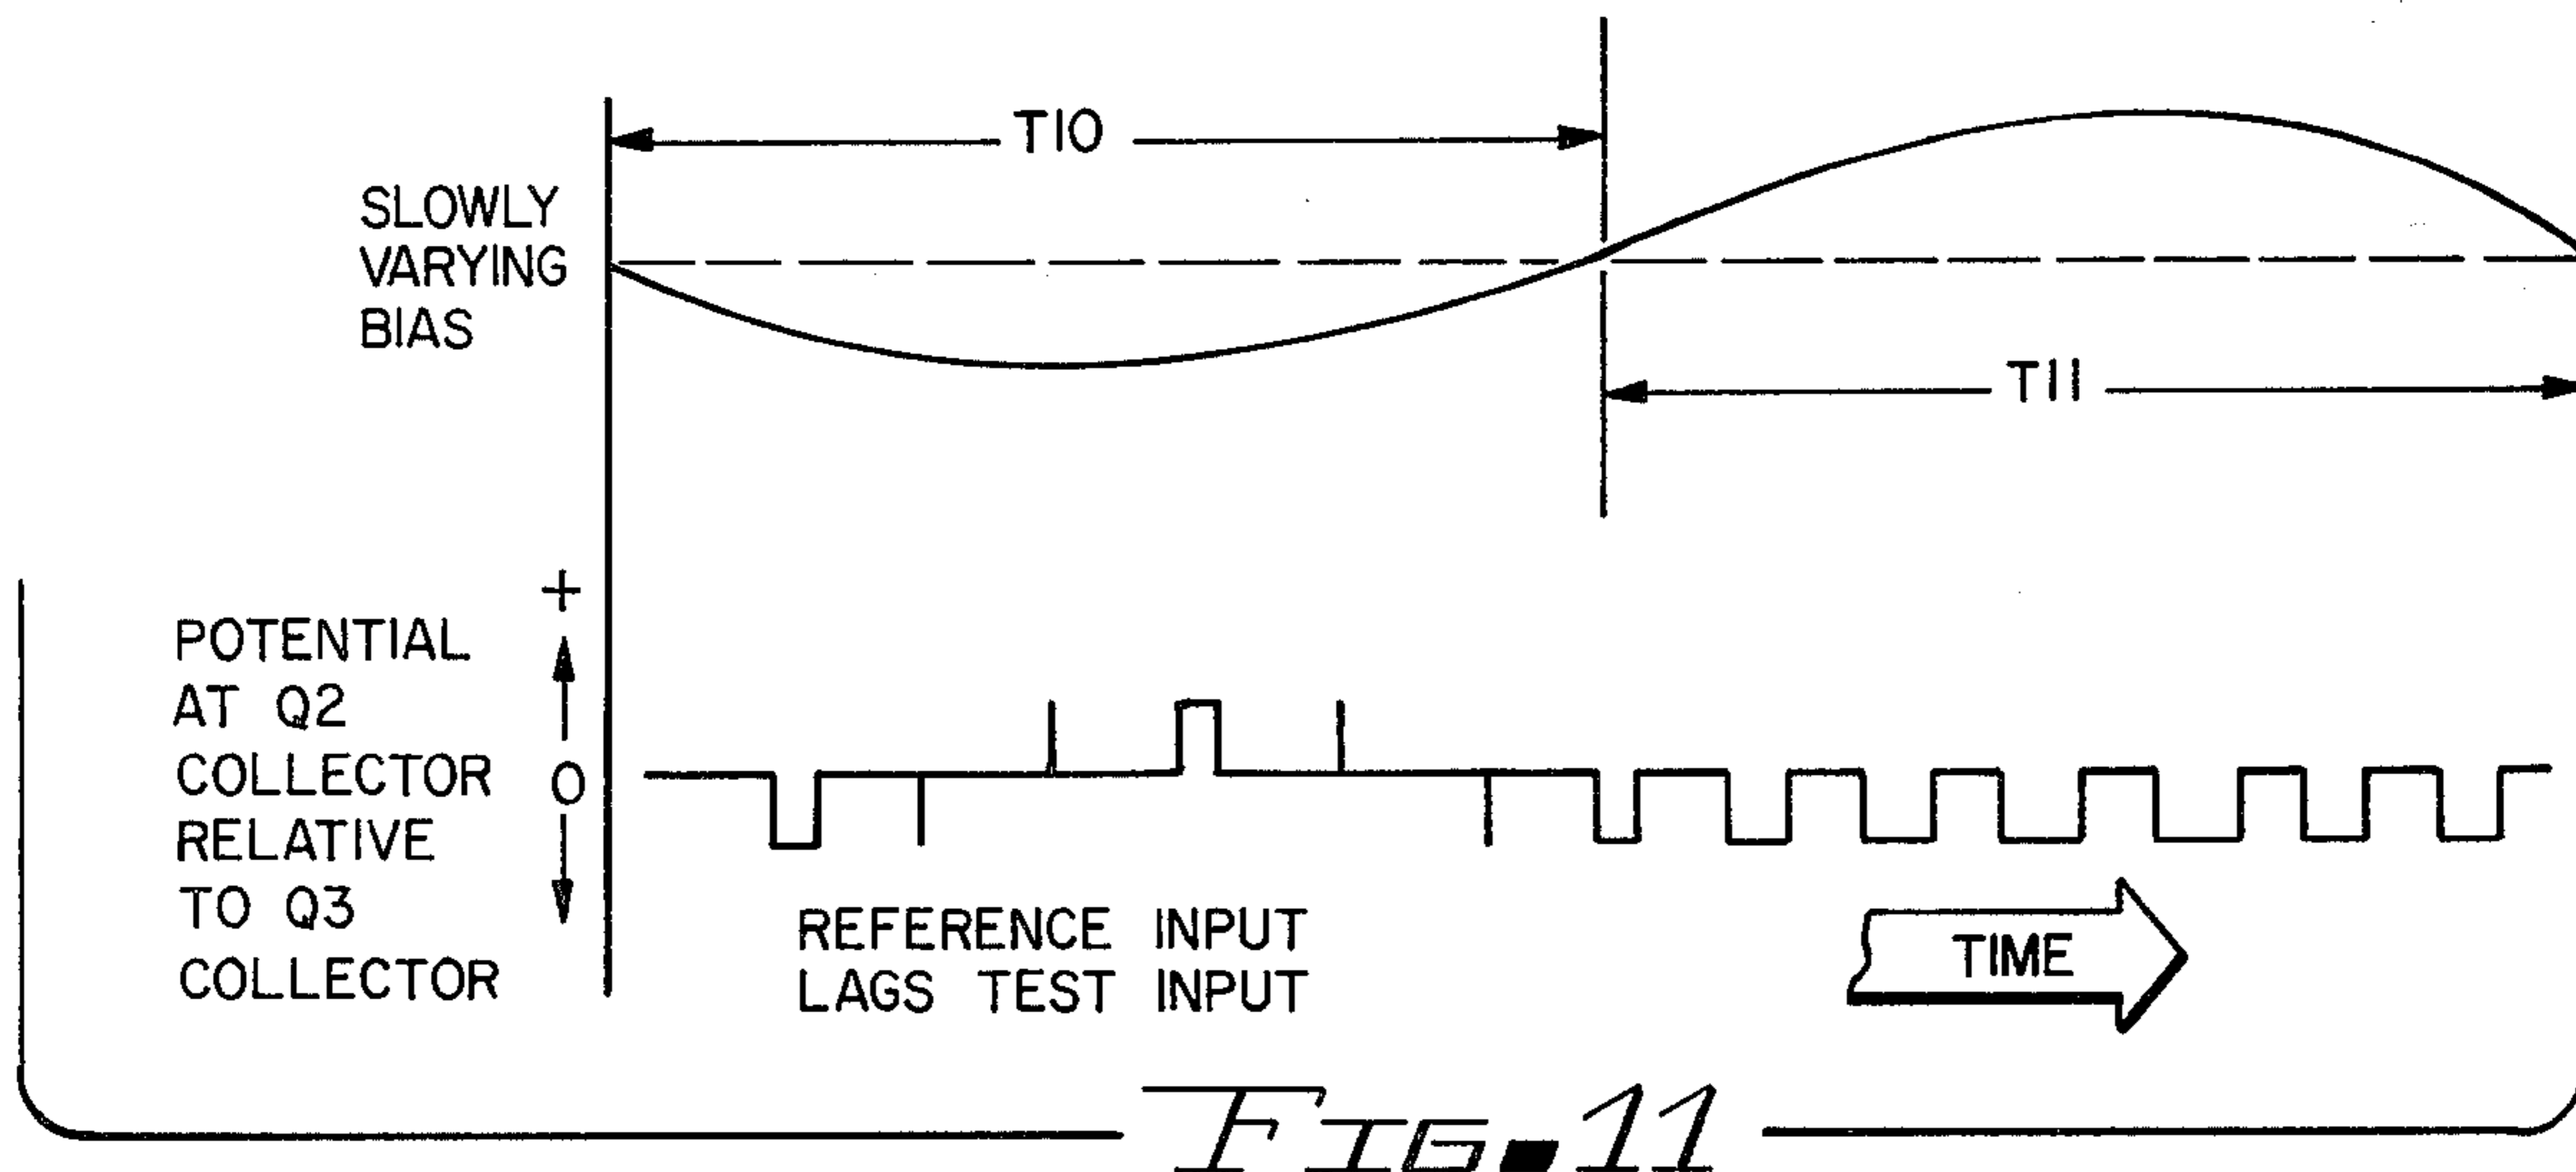 T10
SLOWLY
VARYING
BIAS
T11
+
POTENTIAL
AT Q2
COLLECTOR
O
RELATIVE
TO Q3
COLLECTOR
REFERENCE INPUT
LAGS TEST INPUT
TIME
FIG. 11